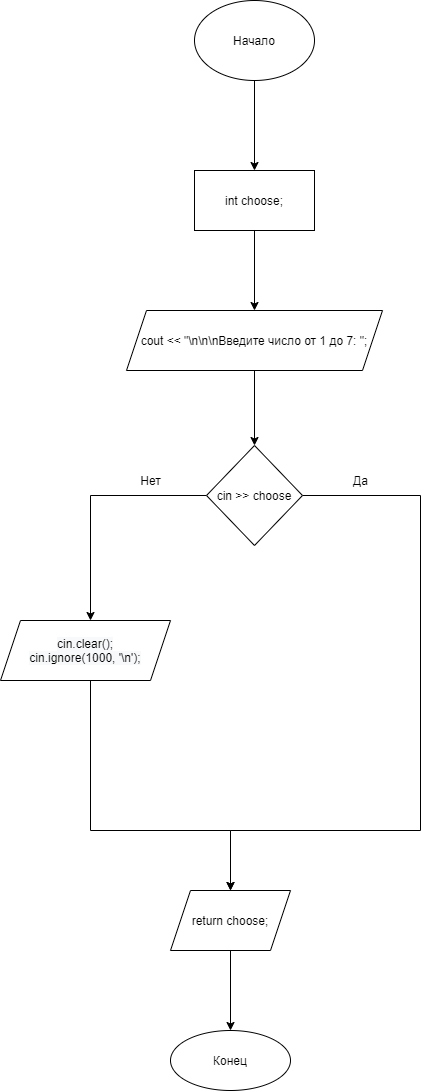 Начало
int choose;
cout << "\n\n\nВведите число от 1 до 7: ";
cin >> choose
Нет
Да
cin.clear();
cin.ignore(1000, '\n');
return choose;
Конец